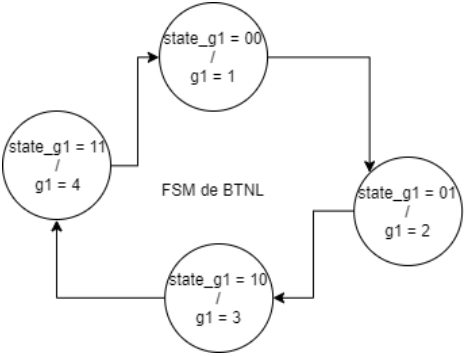 state_g1 = 00
/
g1 = 1
state_g1 = 11
/
g1 = 4
FSM de BTNL
state_g1 = 01
/
g1 = 2
state_g1 = 10
/
g1 = 3